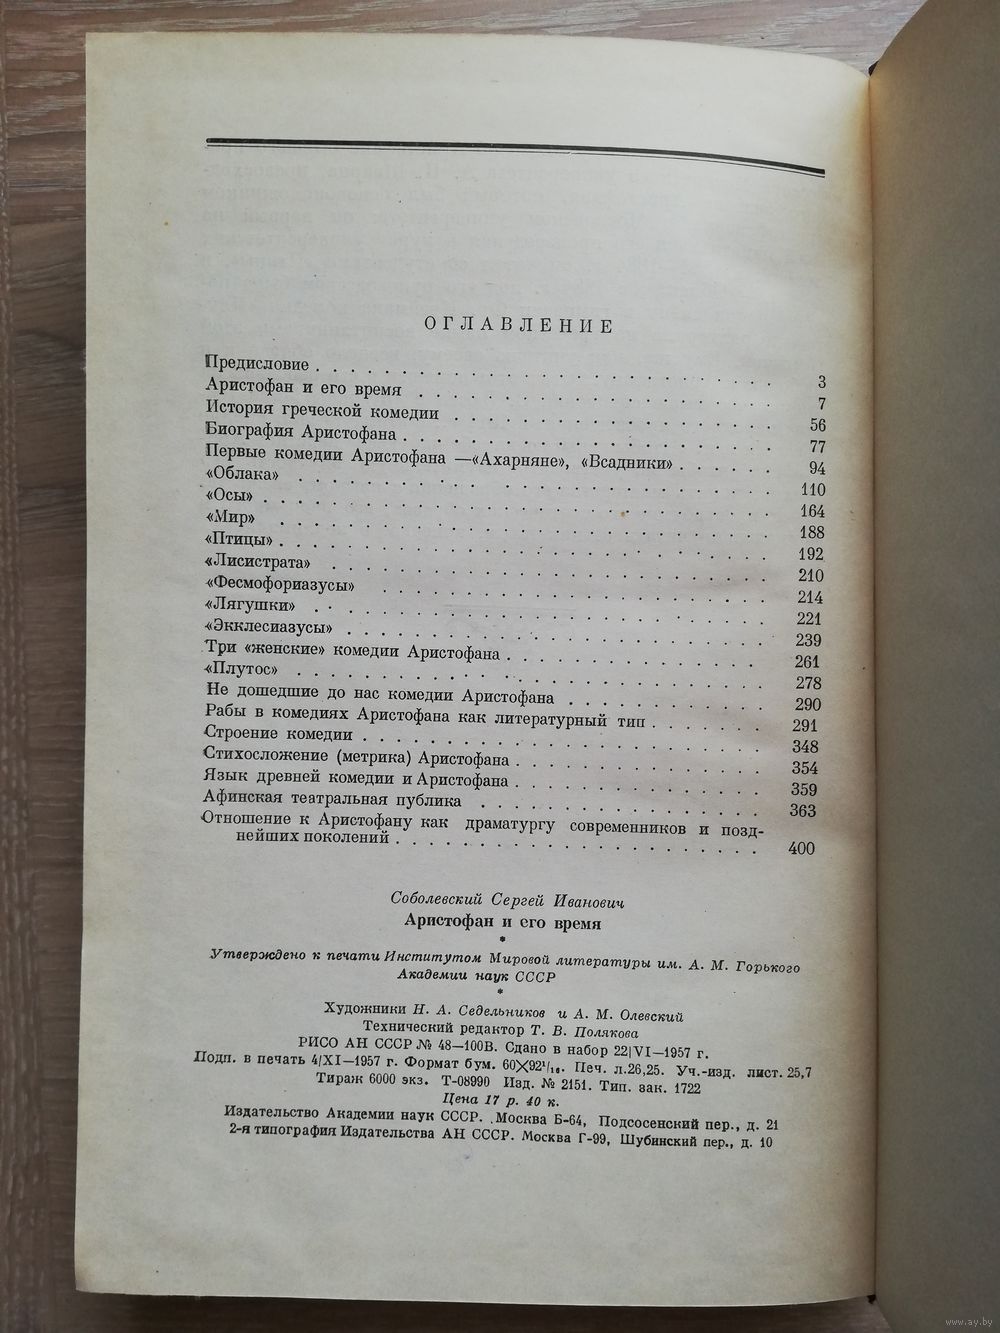 ОГЛАВЛЕНИЕ
Предисловие . . . . . . . . . . 3
Аристофан и его время . . . . . . . . . . 7
История греческой комедии . . . . . . . . . . 56
Биография Аристофана . . . . . . . . . . 77
Первые комедии Аристофана —«Ахарняне», «Всадники» . . . . . 94
«Облака» . . . . . . . . . . 110
«Осы» . . . . . . . . . . 164
«Мир» . . . . . . . . . . 188
«Птицы» . . . . . . . . . . 192
«Лисистрата» . . . . . . . . . . 210
«Фесмофориазусы» . . . . . . . . . . 214
«Лягушки» . . . . . . . . . . 221
«Экклесиазусы» . . . . . . . . . . 239
Три «женские» комедии Аристофана . . . . . . . . . . 261
«Плутос» . . . . . . . . . . 278
Не дошедшие до нас комедии Аристофана . . . . . . . . 290
Рабы в комедиях Аристофана как литературный тип . . . . . 291
Строение комедии . . . . . . . . . . 348
Стихосложение (метрика) Аристофана . . . . . . . . . . 354
Язык древней комедии и Аристофана . . . . . . . . . . 359
Афинская театральная публика . . . . . . . . . . 363
Отношение к Аристофану как драматургу современников и позд-
нейших поколений . . . . . . . . . . 400
Соболевский Сергей Иванович
Аристофан и его время
*
Утверждено к печати Институтом Мировой литературы им. А. М. Горького
Академии наук СССР
*
Художники Н. А. Седельников и А. М. Олевский
Технический редактор Т. В. Полякова
РИСО АН СССР № 48—100В. Сдано в набор 22/VI—1957 г.
Подп. в печать 4/XI—1957 г. Формат бум. 60×92¹/₁₆. Печ. л.26,25. Уч.-изд. лист. 25,7
Тираж 6000 экз. Т-08990 Изд. № 2151. Тип. зак. 1722
Цена 17 р. 40 к.
Издательство Академии наук СССР. Москва Б-64, Подсосенский пер., д. 21
2-я типография Издательства АН СССР. Москва Г-99, Шубинский пер., д. 10
www.ay.by